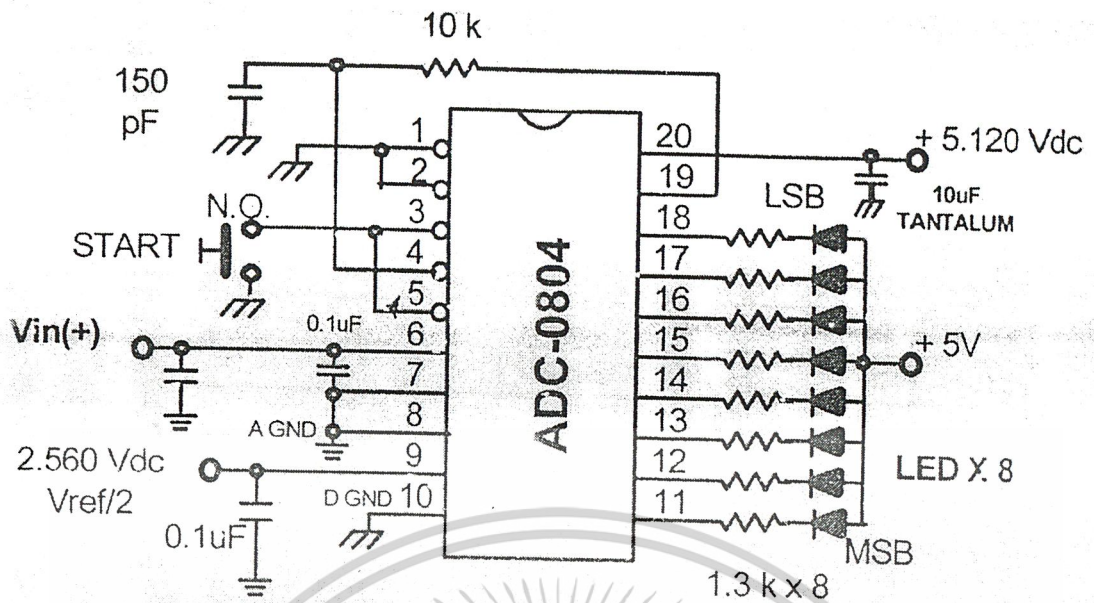 10 k
150
pF
1
2
3
4
5
6
7
8
9
10
N.O.
START
Vin(+)
0.1uF
A GND
2.560 Vdc
Vref/2
D GND
0.1uF
ADC-0804
20
19
18
17
16
15
14
13
12
11
+ 5.120 Vdc
10uF
TANTALUM
LSB
+ 5V
LED X 8
MSB
1.3 k x 8